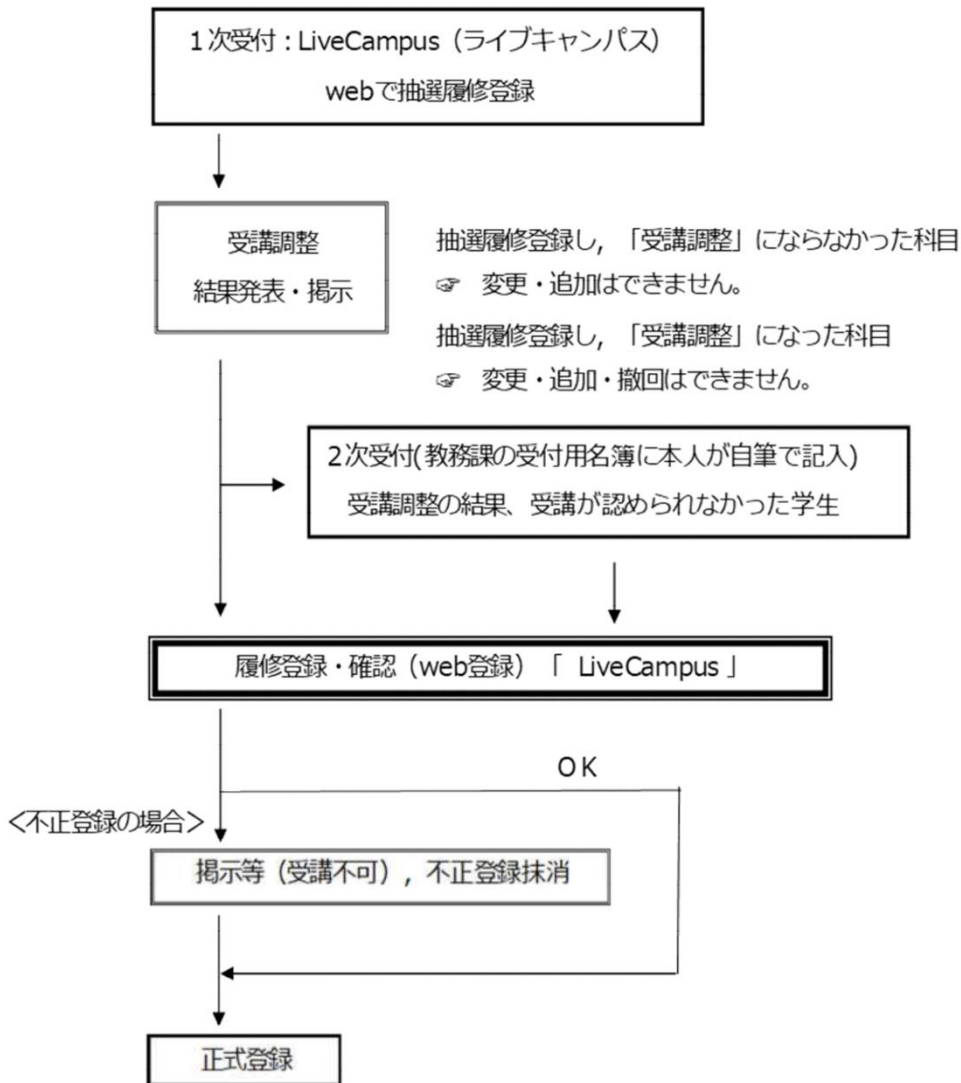 １次受付：LiveCampus（ライブキャンパス）
webで抽選履修登録
受講調整
結果発表・掲示
抽選履修登録し，「受講調整」にならなかった科目
☞ 変更・追加はできません。
抽選履修登録し，「受講調整」になった科目
☞ 変更・追加・撤回はできません。
２次受付(教務課の受付用名簿に本人が自筆で記入)
受講調整の結果、受講が認められなかった学生
履修登録・確認（web登録）「 LiveCampus 」
ＯＫ
＜不正登録の場合＞
掲示等（受講不可）, 不正登録抹消
正式登録